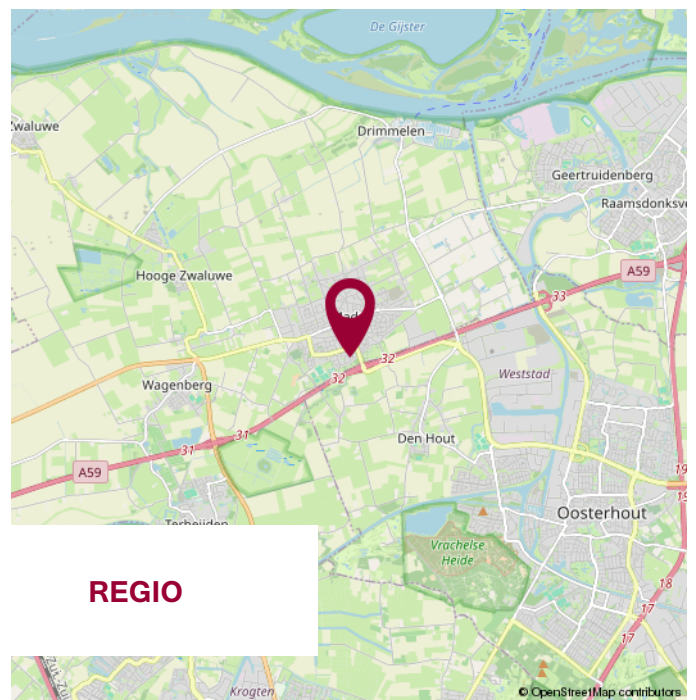 De Gijster
Zwaluwe
Drimmelen
Geertruidenberg
Raamsdonksve
A59
Hooge Zwaluwe
33
32
32
Wagenberg
Weststad
31
31
Den Hout
A59
19
Terheijden
Oosterhout
Vrachelse
Heide
REGIO
18
17
17
Krogten
© OpenStreetMap contributors